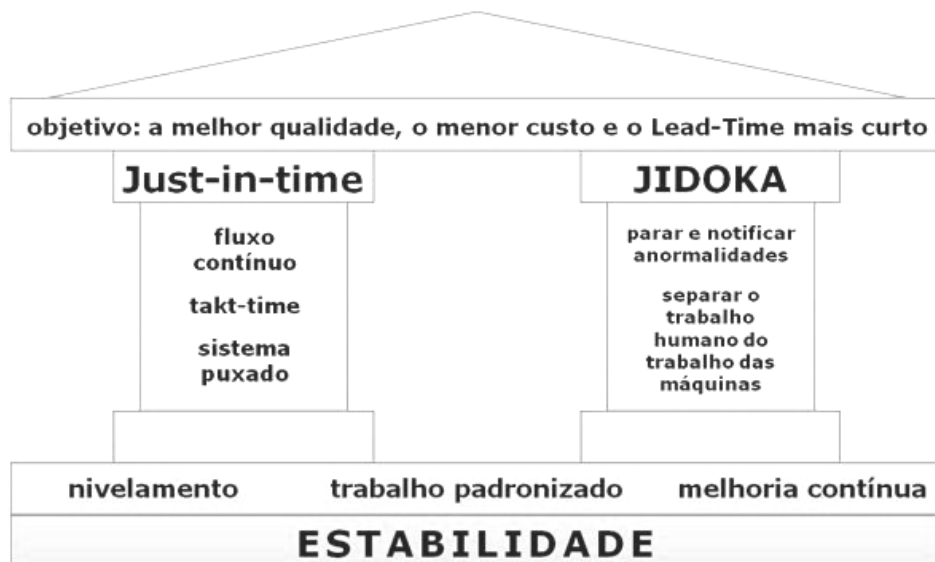 objetivo: a melhor qualidade, o menor custo e o Lead-Time mais curto
Just-in-time
fluxo
contínuo
takt-time
sistema
puxado
JIDOKA
parar e notificar
anormalidades
separar o
trabalho
humano do
trabalho das
máquinas
nivelamento trabalho padronizado melhoria contínua
ESTABILIDADE